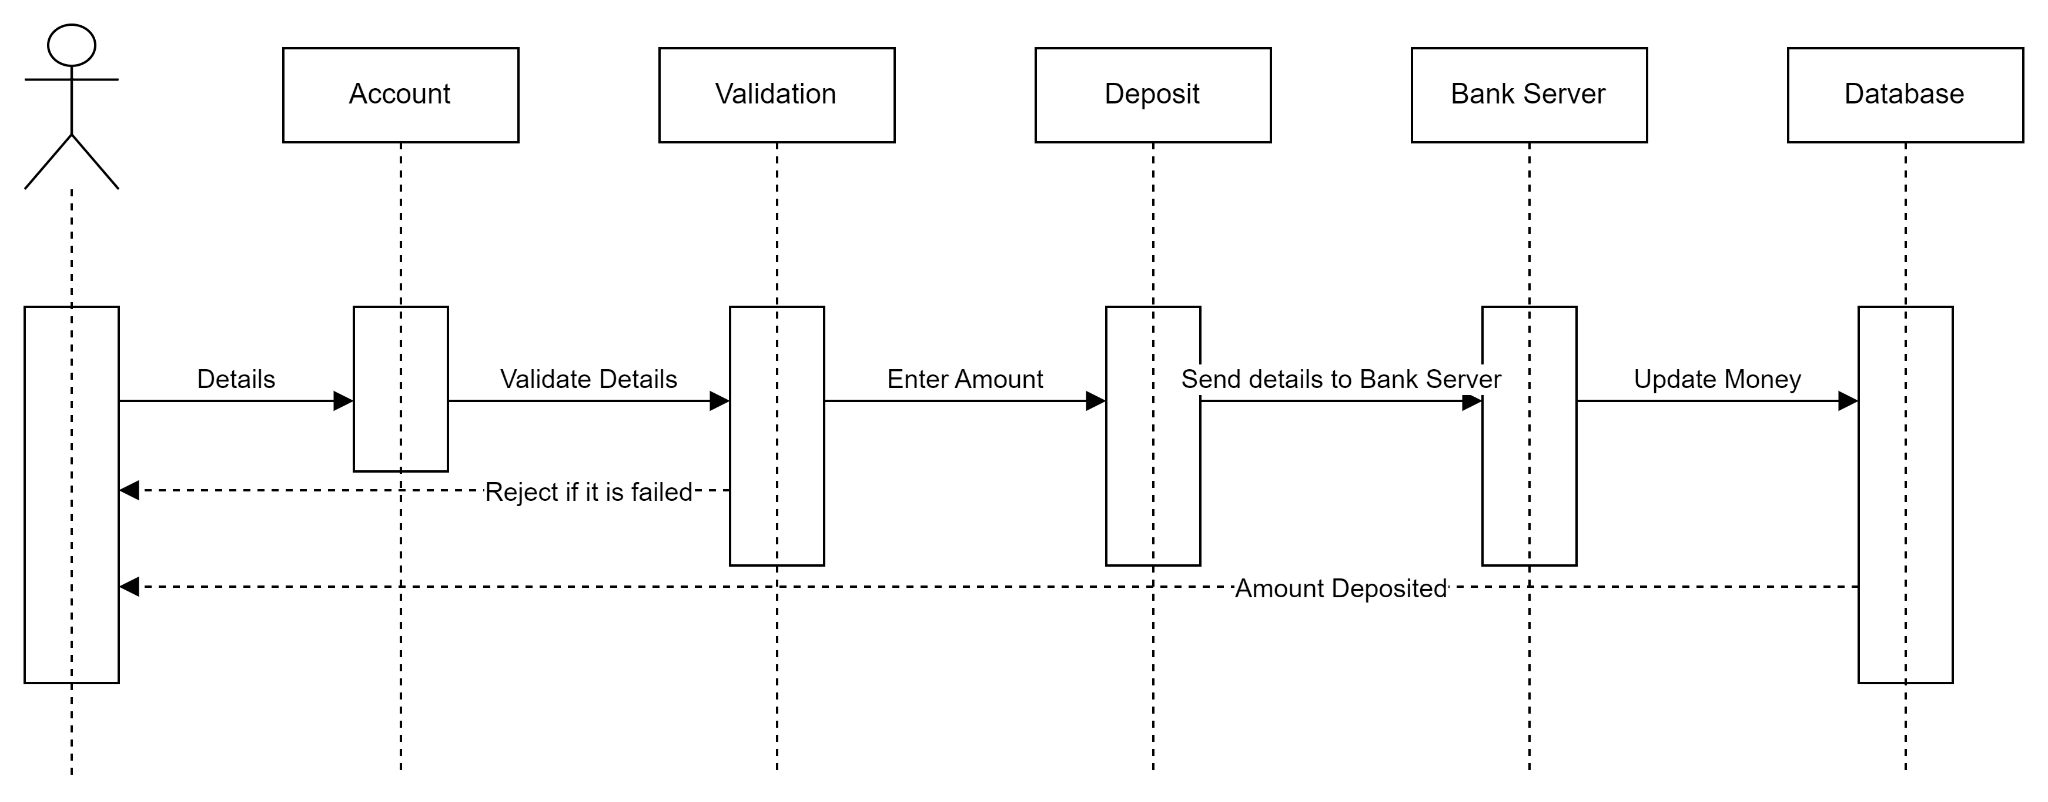 Account
Validation
Deposit
Bank Server
Database
Details
Validate Details
Enter Amount
Send details to Bank Server
Update Money
Reject if it is failed
Amount Deposited